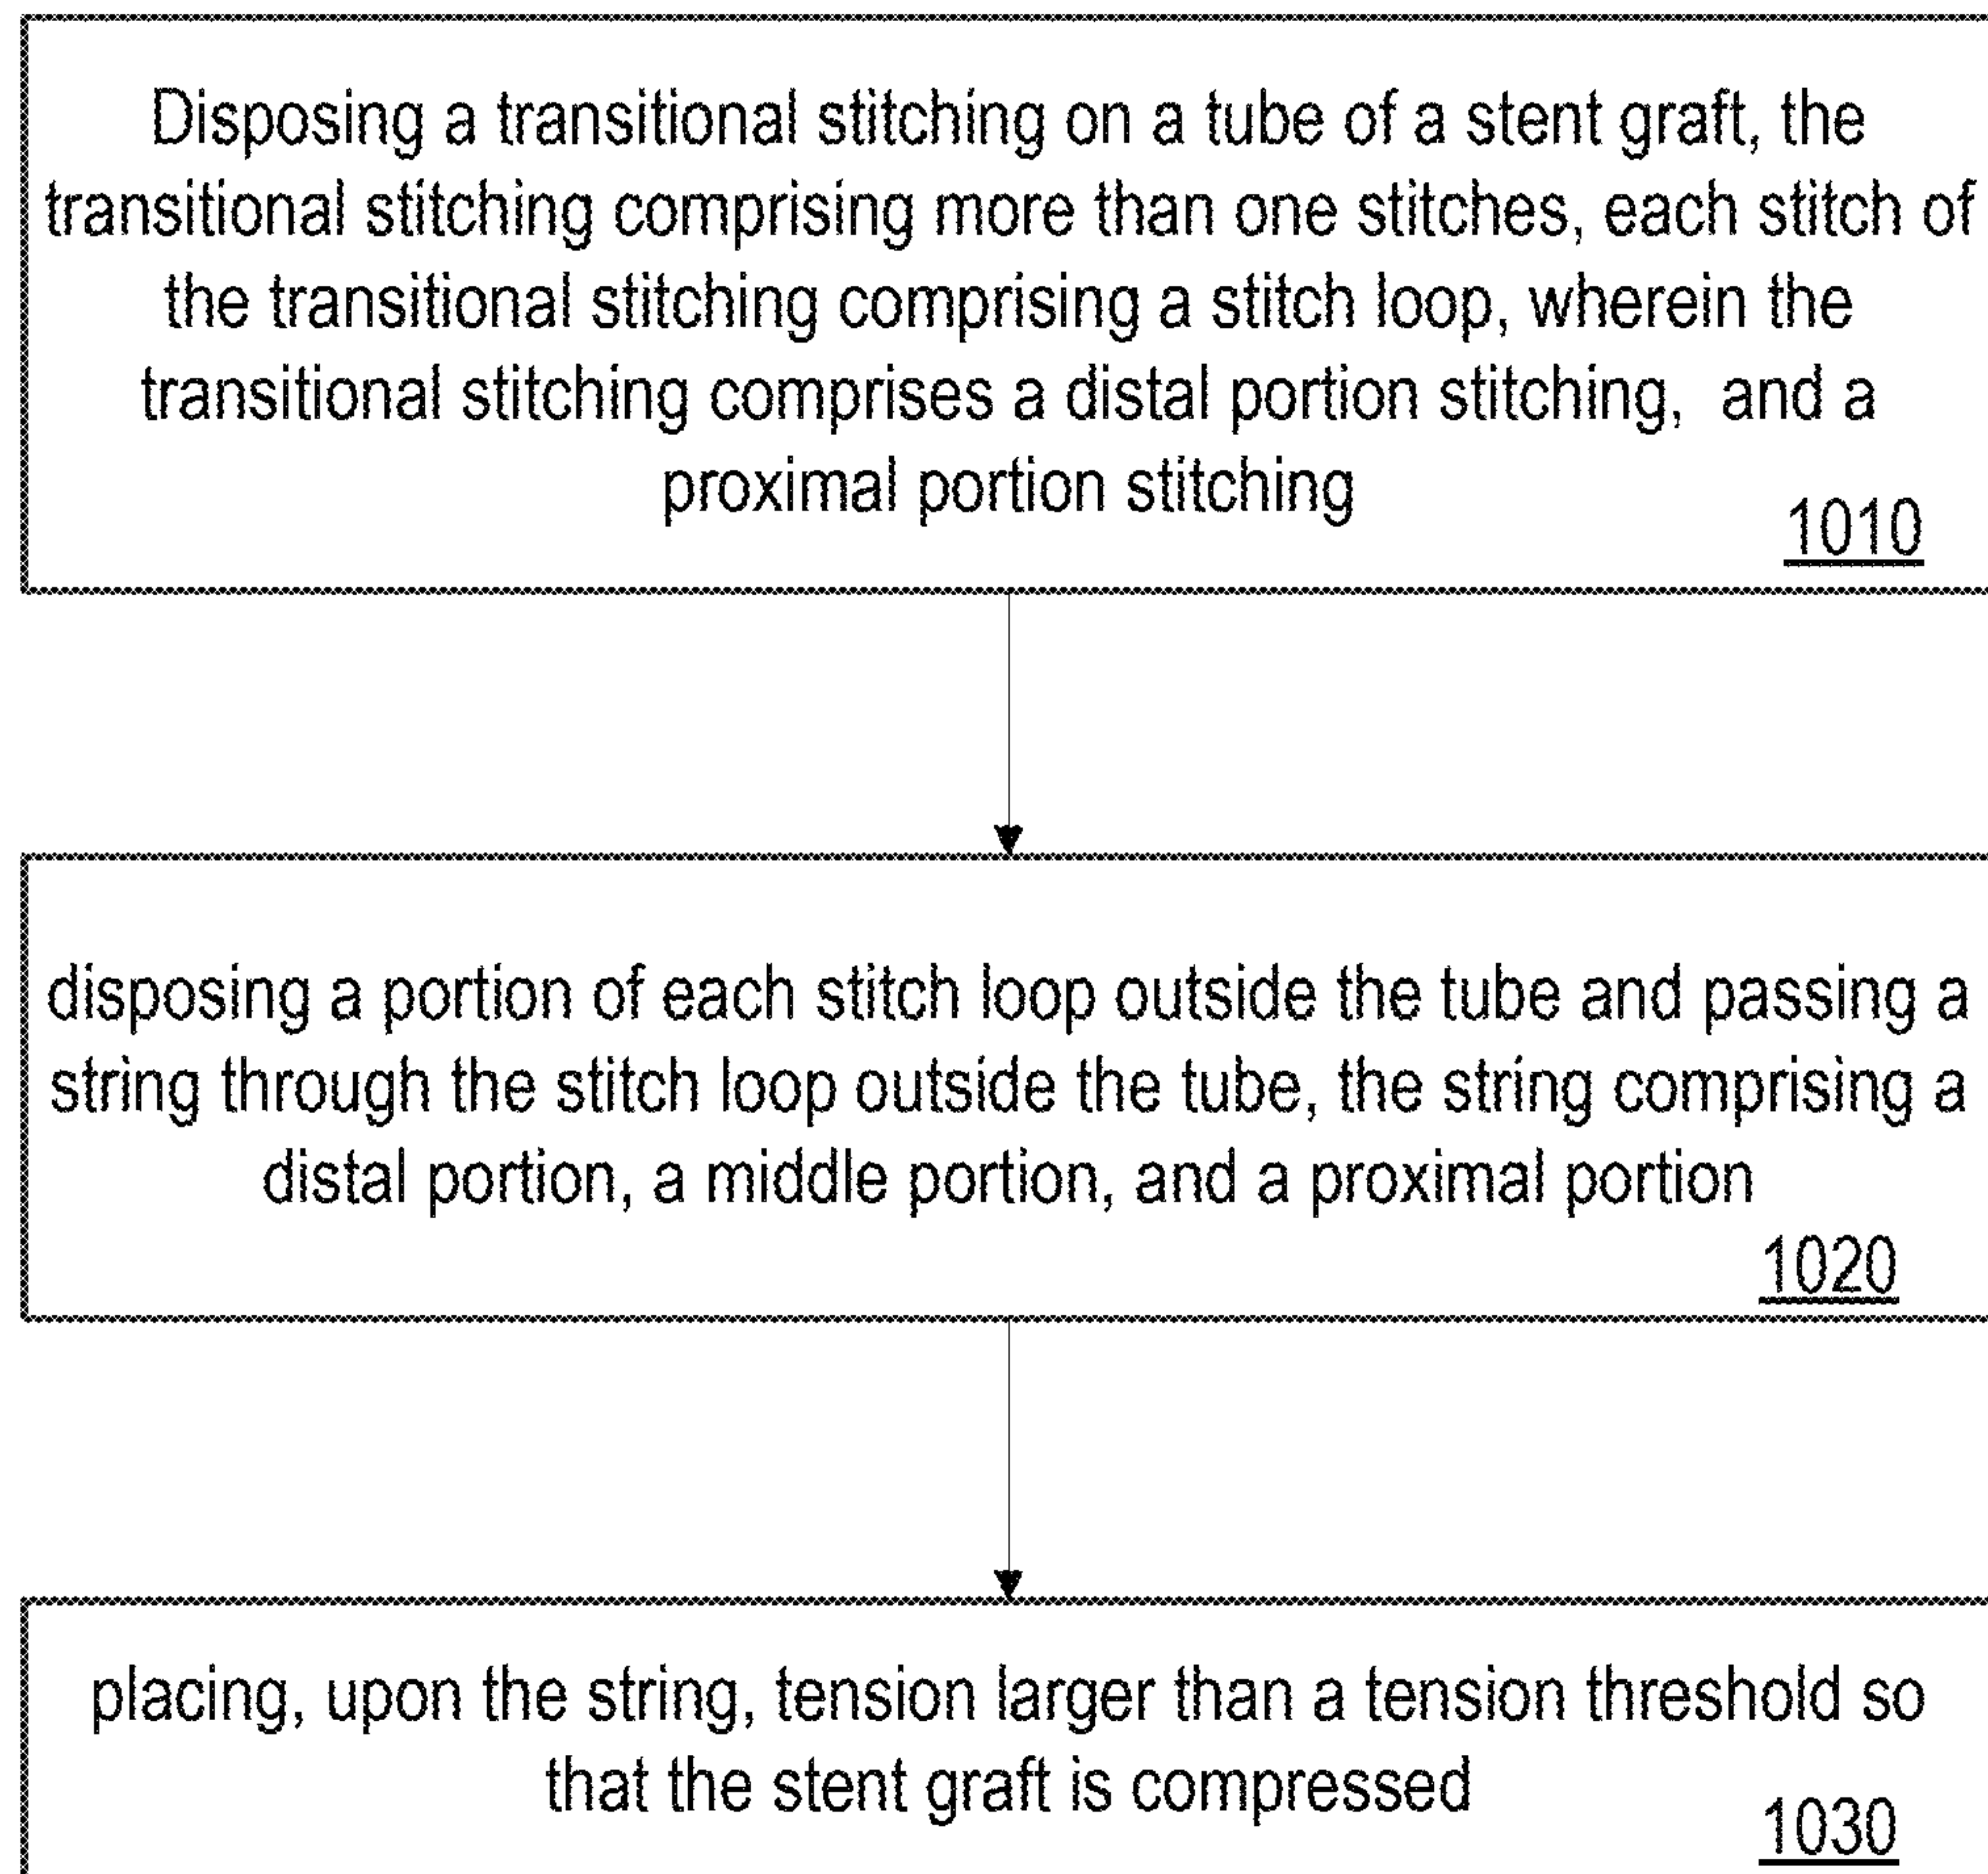 Disposing a transitional stitching on a tube of a stent graft, the
transitional stitching comprising more than one stitches, each stitch of
the transitional stitching comprising a stitch loop, wherein the
transitional stitching comprises a distal portion stitching, and a
proximal portion stitching
1010
disposing a portion of each stitch loop outside the tube and passing a
string through the stitch loop outside the tube, the string comprising a
distal portion, a middle portion, and a proximal portion
1020
placing, upon the string, tension larger than a tension threshold so
that the stent graft is compressed
1030